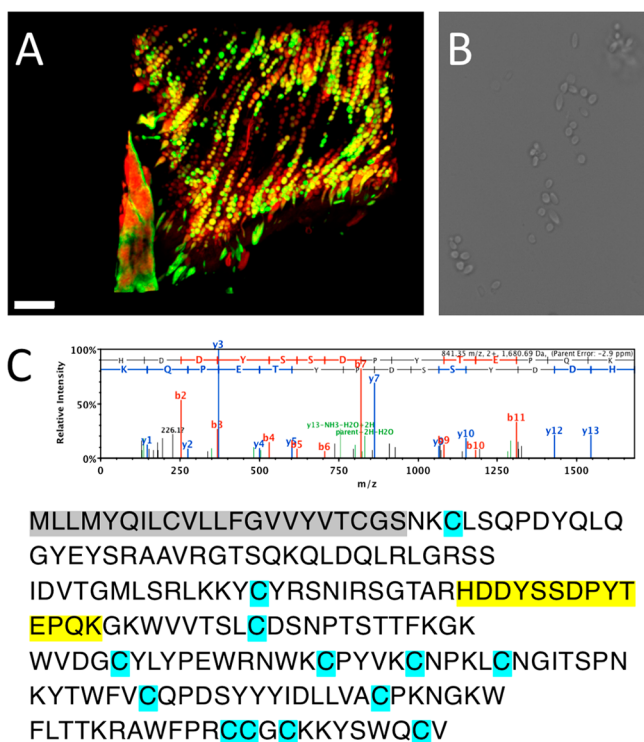 A
B
C
H D D Y S S D P Y T E P Q K
841.35 m/z, 2+, 1,680.69 Da, (Parent Error: -2.9 ppm)
K Q P E T Y P D S S Y D D H
Relative Intensity
100%
50%
0%
y3
b7
y7
b2
y13-NH3-H2O+2H
parent+2H-H2O
226.17
b3
y1
y2
b4
y4
y5
b5
b6
y10
b9
b10
b11
y12
y13
0
250
500
750
1000
1250
1500
m/z
MLLMYQILCVLLFGVVYVTCGSNKCLSQPDYQLQ
GYEYSRAAVRGTSQKQLDQRLGRSS
IDVTGMLSRLKKYCYRSNIRSGTARHDDYSSDPYT
EPQKGKWVVTSLCDSNPTSTTFKGK
WVDGCYLYPEWRNWKCPYVKCNPKLCNGITSPN
KYTWFVCQPDSYYYIDLLVACPKNGKW
FLTTKRAWFPRCCGCKKYSWQCV